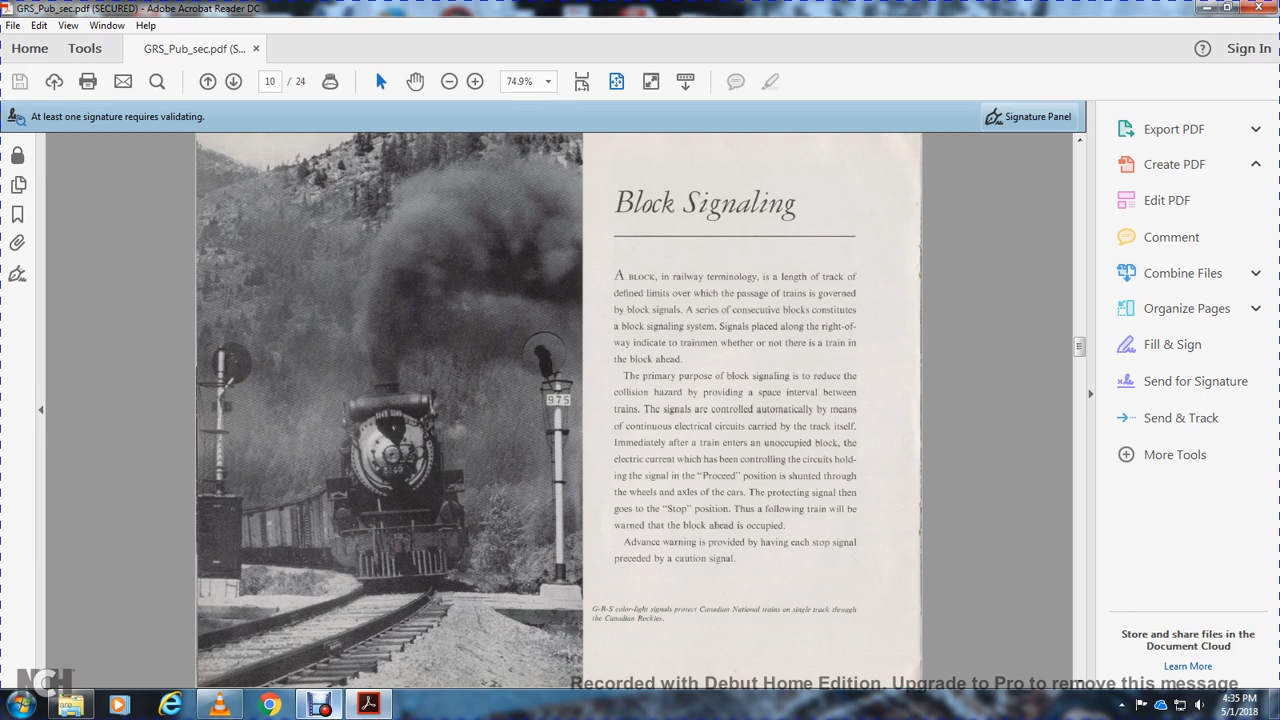 GRS_Pub_sec.pdf (SECURED) - Adobe Acrobat Reader DC
File Edit View Window Help
Home Tools GRS_Pub_sec.pdf (S... × Sign In
10 / 24 74.9%
At least one signature requires validating. Signature Panel
Block Signaling
A BLOCK, in railway terminology, is a length of track of
defined limits over which the passage of trains is governed
by block signals. A series of consecutive blocks constitutes
a block signaling system. Signals placed along the right-of-
way indicate to trainmen whether or not there is a train in
the block ahead.
The primary purpose of block signaling is to reduce the
collision hazard by providing a space interval between
trains. The signals are controlled automatically by means
of continuous electrical circuits carried by the track itself.
Immediately after a train enters an unoccupied block, the
electric current which has been controlling the circuits hold-
ing the signal in the “Proceed” position is shunted through
the wheels and axles of the cars. The protecting signal then
goes to the “Stop” position. Thus a following train will be
warned that the block ahead is occupied.
Advance warning is provided by having each stop signal
preceded by a caution signal.
G-R-S color-light signals protect Canadian National trains on single track through
the Canadian Rockies.
975
Export PDF
Create PDF
Edit PDF
Comment
Combine Files
Organize Pages
Fill & Sign
Send for Signature
Send & Track
More Tools
Store and share files in the
Document Cloud
Learn More
NCH
Recorded with Debut Home Edition. Upgrade to Pro to remove this message
4:35 PM
5/1/2018